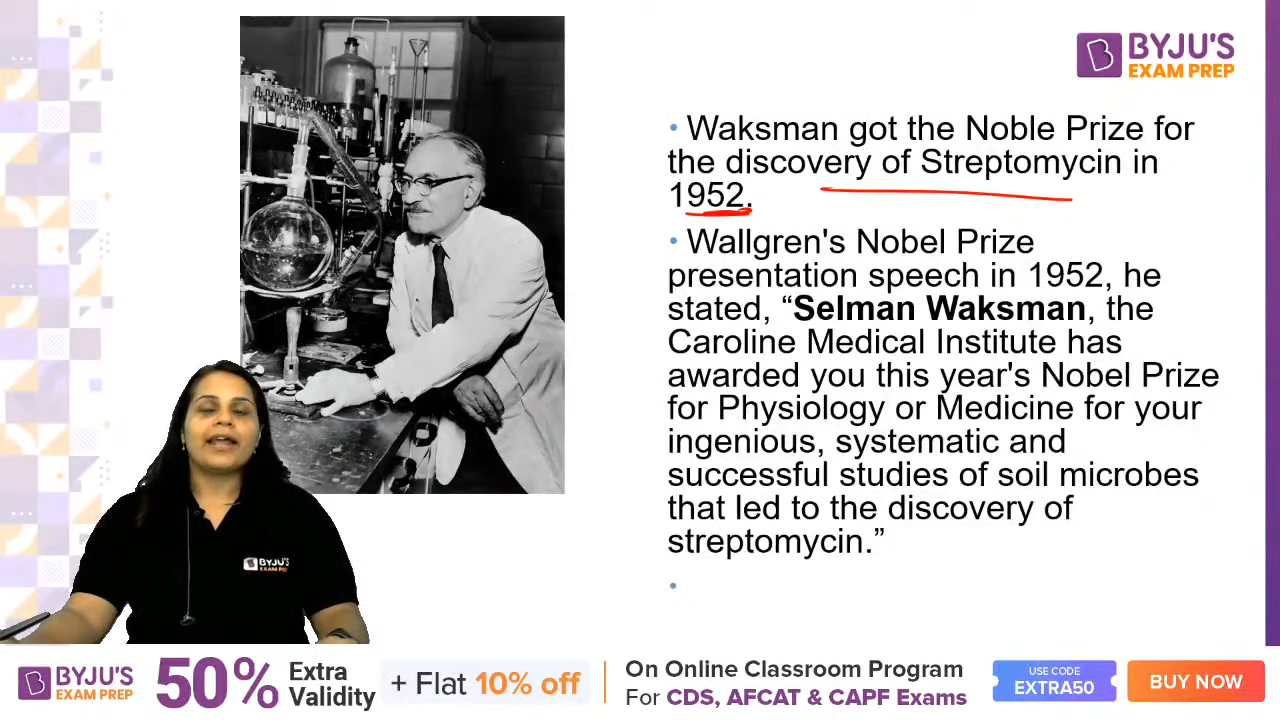 BYJU'S
EXAM PREP
• Waksman got the Noble Prize for
the discovery of Streptomycin in
1952.
• Wallgren's Nobel Prize
presentation speech in 1952, he
stated, “Selman Waksman, the
Caroline Medical Institute has
awarded you this year's Nobel Prize
for Physiology or Medicine for your
ingenious, systematic and
successful studies of soil microbes
that led to the discovery of
streptomycin.”
•
BYJU'S
EXAM PREP
BYJU'S
EXAM PREP
50%
Extra
Validity
+ Flat 10% off
On Online Classroom Program
For CDS, AFCAT & CAPF Exams
USE CODE
EXTRA50
BUY NOW